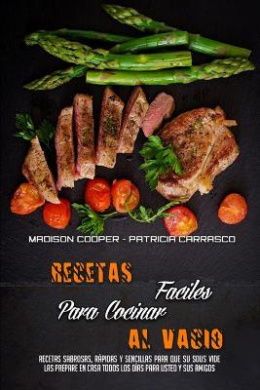 MADISON COOPER - PATRICIA CARRASCO
RECETAS
Faciles
Para Cocinar
AL VACIO
RECETAS SABROSAS, RÁPIDAS Y SENCILLAS PARA QUE SU SOUS VIDE
LAS PREPARE EN CASA TODOS LOS DÍAS PARA USTED Y SUS AMIGOS